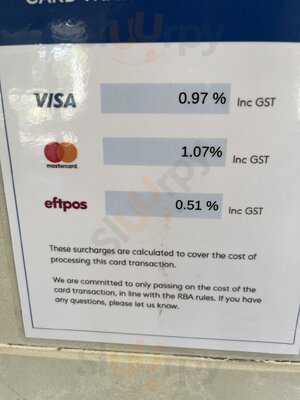 VISA 0.97 % Inc GST
mastercard 1.07% Inc GST
eftpos 0.51 % Inc GST
These surcharges are calculated to cover the cost of
processing this card transaction.
We are committed to only passing on the cost of the
card transaction, in line with the RBA rules. If you have
any questions, please let us know.